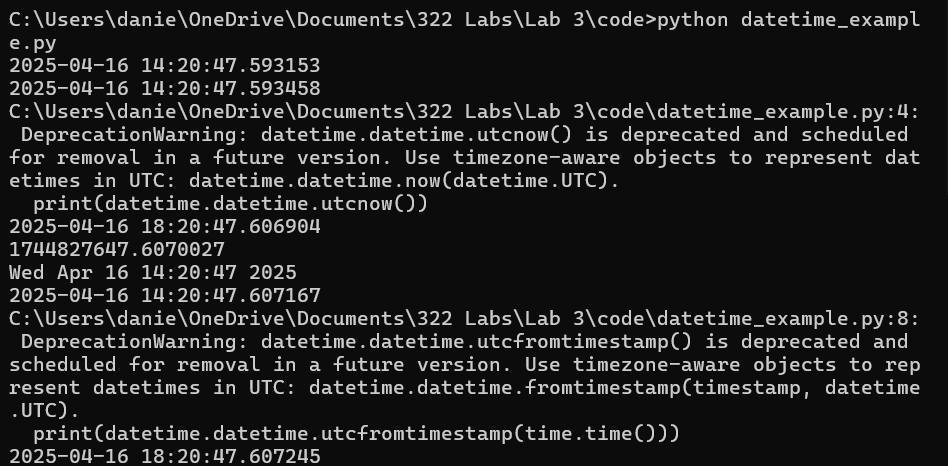 C:\Users\danie\OneDrive\Documents\322 Labs\Lab 3\code>python datetime_exampl
e.py
2025-04-16 14:20:47.593153
2025-04-16 14:20:47.593458
C:\Users\danie\OneDrive\Documents\322 Labs\Lab 3\code\datetime_example.py:4:
 DeprecationWarning: datetime.datetime.utcnow() is deprecated and scheduled
for removal in a future version. Use timezone-aware objects to represent dat
etimes in UTC: datetime.datetime.now(datetime.UTC).
  print(datetime.datetime.utcnow())
2025-04-16 18:20:47.606904
1744827647.6070027
Wed Apr 16 14:20:47 2025
2025-04-16 14:20:47.607167
C:\Users\danie\OneDrive\Documents\322 Labs\Lab 3\code\datetime_example.py:8:
 DeprecationWarning: datetime.datetime.utcfromtimestamp() is deprecated and
scheduled for removal in a future version. Use timezone-aware objects to rep
resent datetimes in UTC: datetime.datetime.fromtimestamp(timestamp, datetime
.UTC).
  print(datetime.datetime.utcfromtimestamp(time.time()))
2025-04-16 18:20:47.607245